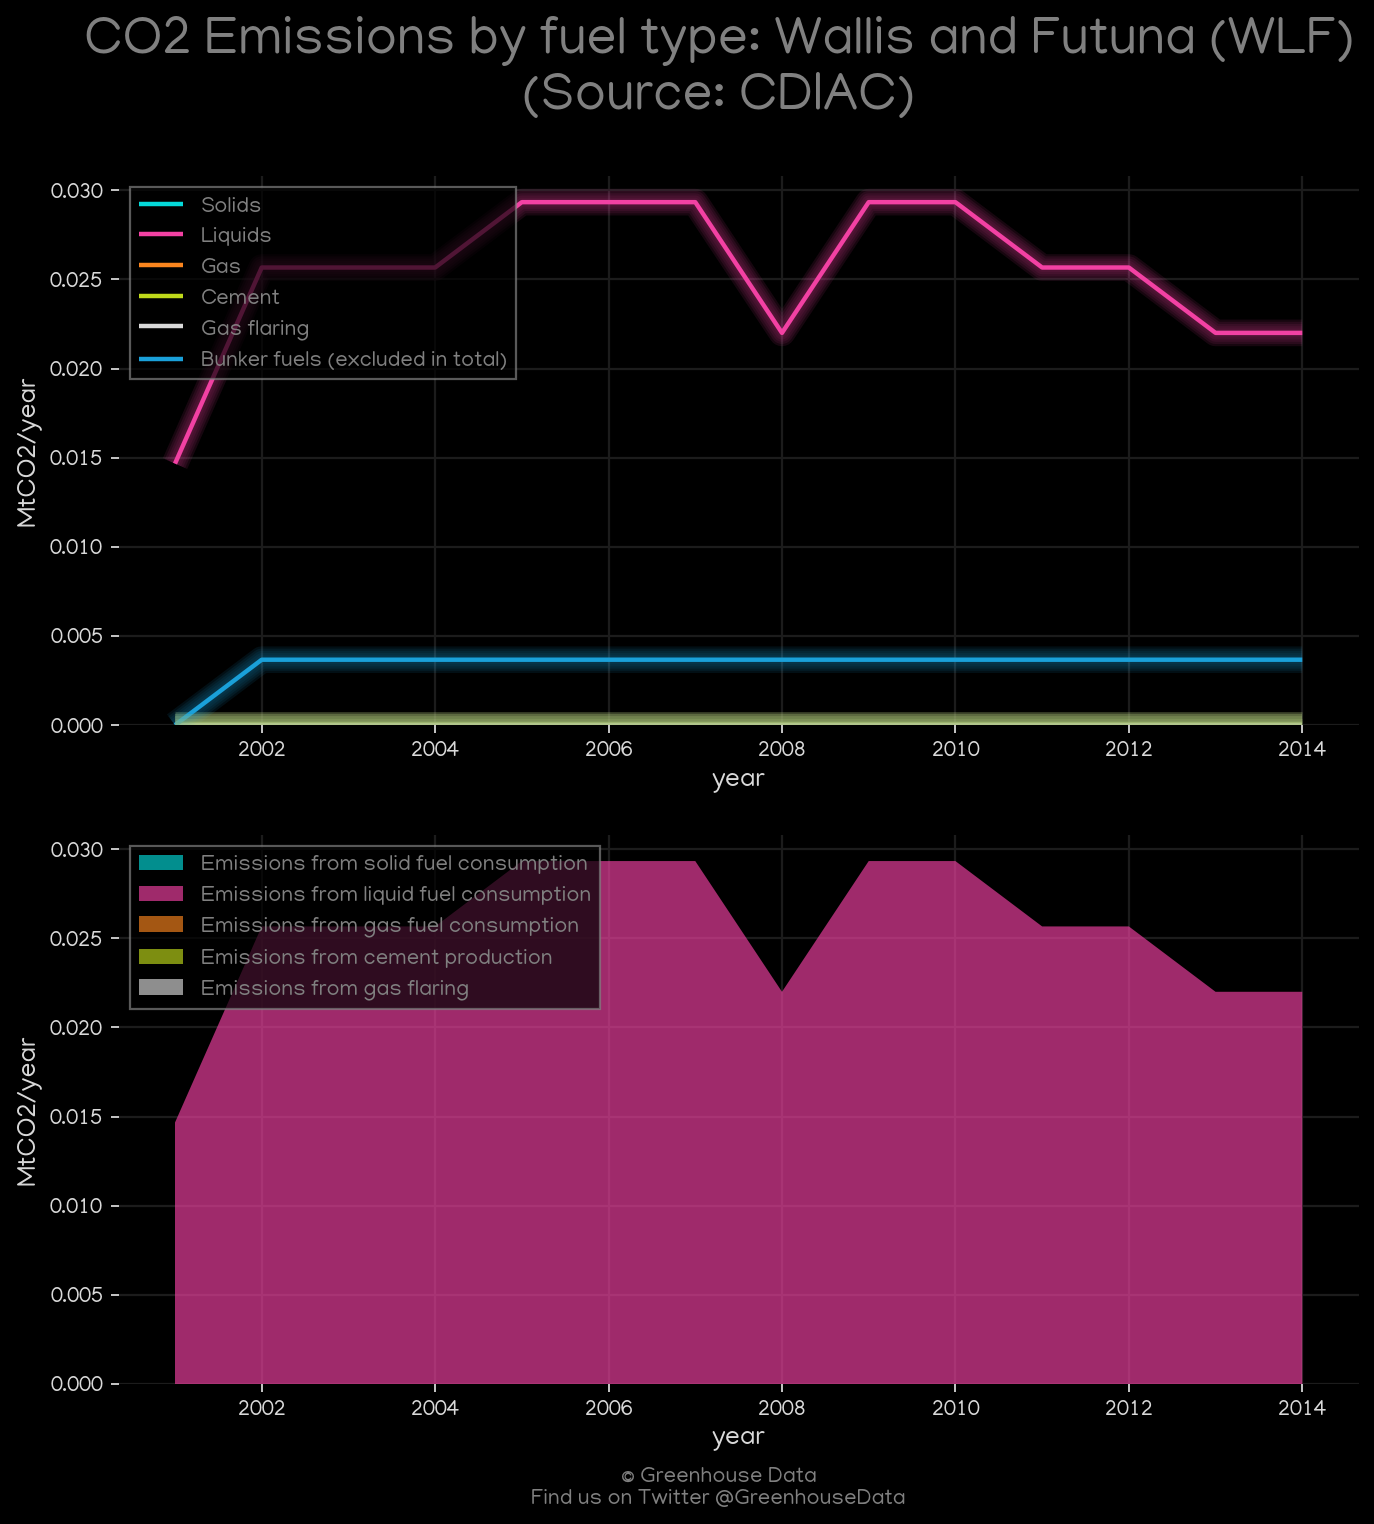 CO2 Emissions by fuel type: Wallis and Futuna (WLF)
(Source: CDIAC)
0.030
0.025
0.020
0.015
0.010
0.005
0.000
MtCO2/year
Solids
Liquids
Gas
Cement
Gas flaring
Bunker fuels (excluded in total)
2002 2004 2006 2008 2010 2012 2014
year
0.030
0.025
0.020
0.015
0.010
0.005
0.000
MtCO2/year
Emissions from solid fuel consumption
Emissions from liquid fuel consumption
Emissions from gas fuel consumption
Emissions from cement production
Emissions from gas flaring
2002 2004 2006 2008 2010 2012 2014
year
© Greenhouse Data
Find us on Twitter @GreenhouseData